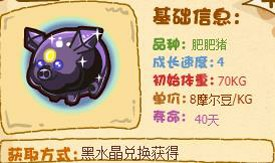 基础信息:
品种: 肥肥猪
成长速度: 4
初始体重: 70KG
单价: 8摩尔豆/KG
寿命: 40天
获取方式: 黑水晶兑换获得